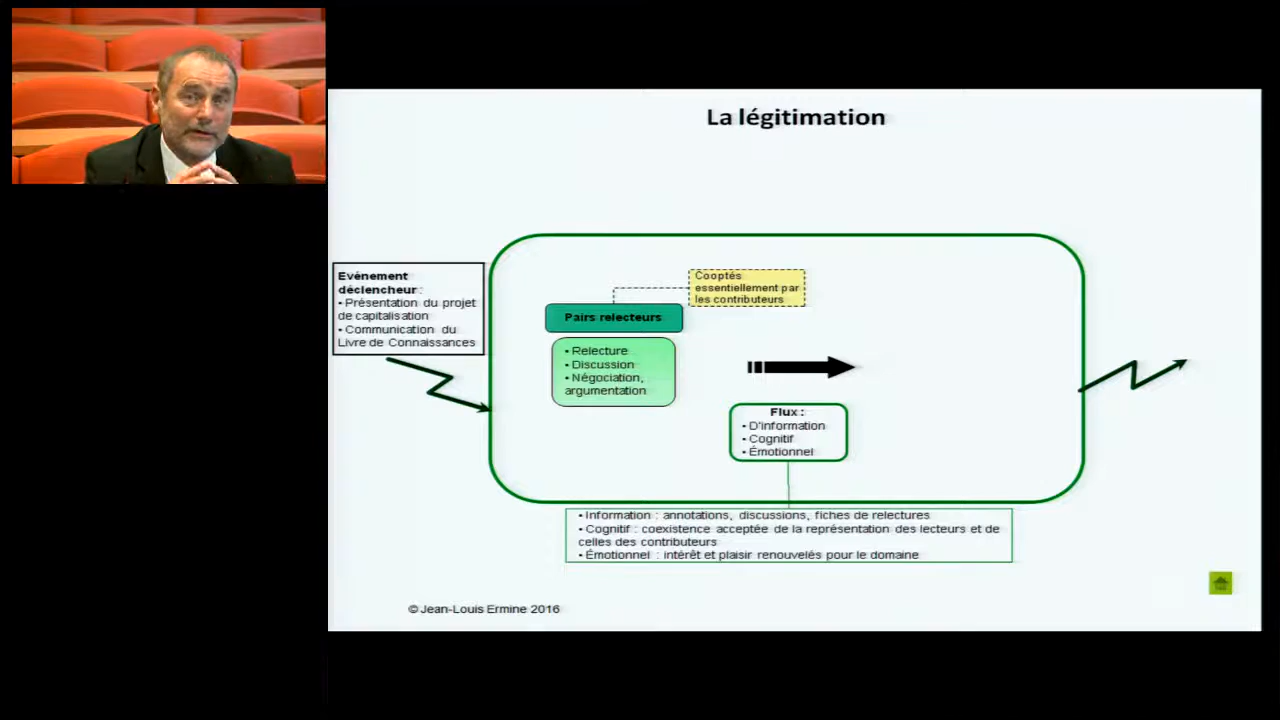 La légitimation
Evénement
déclencheur :
• Présentation du projet
de capitalisation
• Communication du
Livre de Connaissances
Cooptés
essentiellement par
les contributeurs
Pairs relecteurs
• Relecture
• Discussion
• Négociation,
argumentation
Flux :
• D'information
• Cognitif
• Émotionnel
• Information : annotations, discussions, fiches de relectures
• Cognitif : coexistence acceptée de la représentation des lecteurs et de
celles des contributeurs
• Émotionnel : intérêt et plaisir renouvelés pour le domaine
© Jean-Louis Ermine 2016